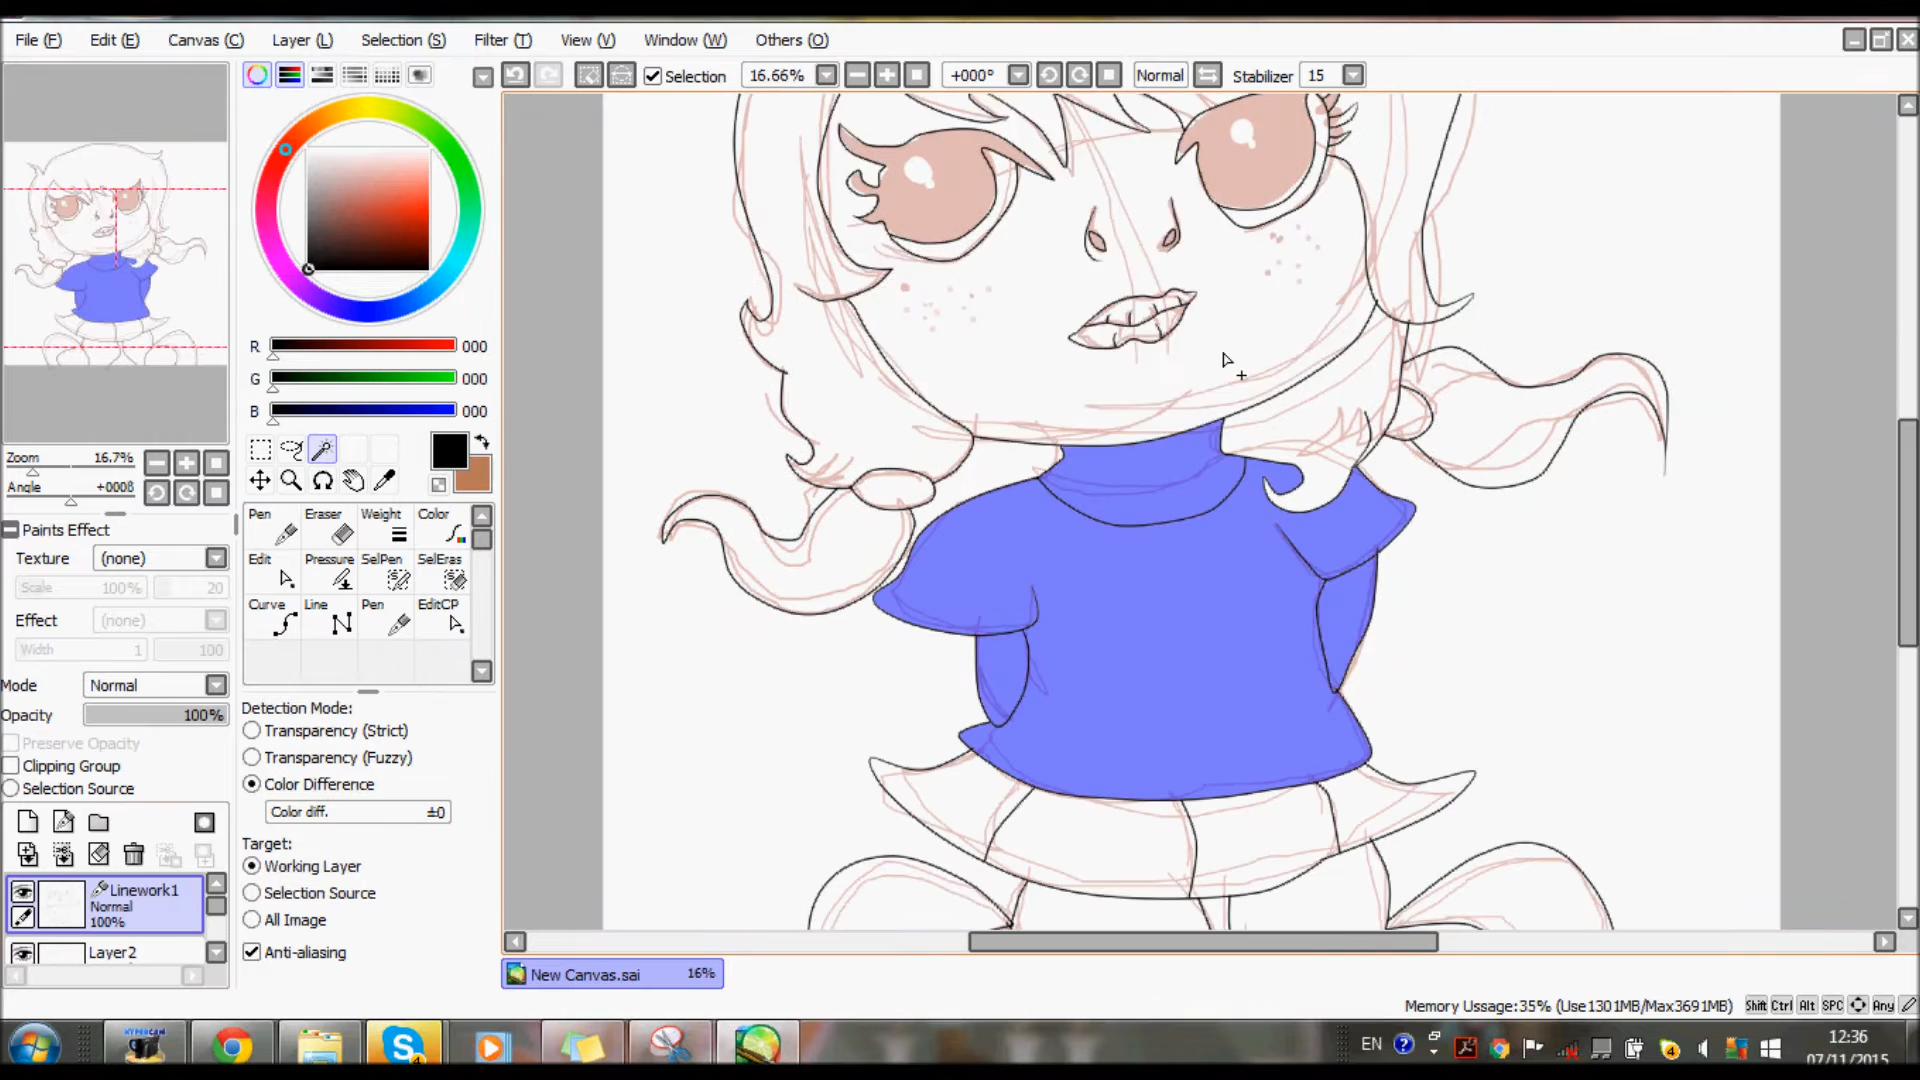 File (F) Edit (E) Canvas (C) Layer (L) Selection (S) Filter (T) View (V) Window (W) Others (O)
Selection 16.66% +000° Normal Stabilizer 15
R 000
G 000
B 000
Zoom 16.7%
Angle +0008
Paints Effect
Texture (none)
Scale 100% 20
Effect (none)
Width 1 100
Mode Normal
Opacity 100%
Preserve Opacity
Clipping Group
Selection Source
Linework1
Normal
100%
Layer2
Pen Eraser Weight Color
Edit Pressure SelPen SelEras
Curve Line Pen EditCP
Detection Mode:
Transparency (Strict)
Transparency (Fuzzy)
Color Difference
Color diff. ±0
Target:
Working Layer
Selection Source
All Image
Anti-aliasing
New Canvas.sai 16%
Memory Ussage:35% (Use1301MB/Max3691MB) Shift Ctrl Alt SPC Any
HYPERCAM
EN
12:36
07/11/2015